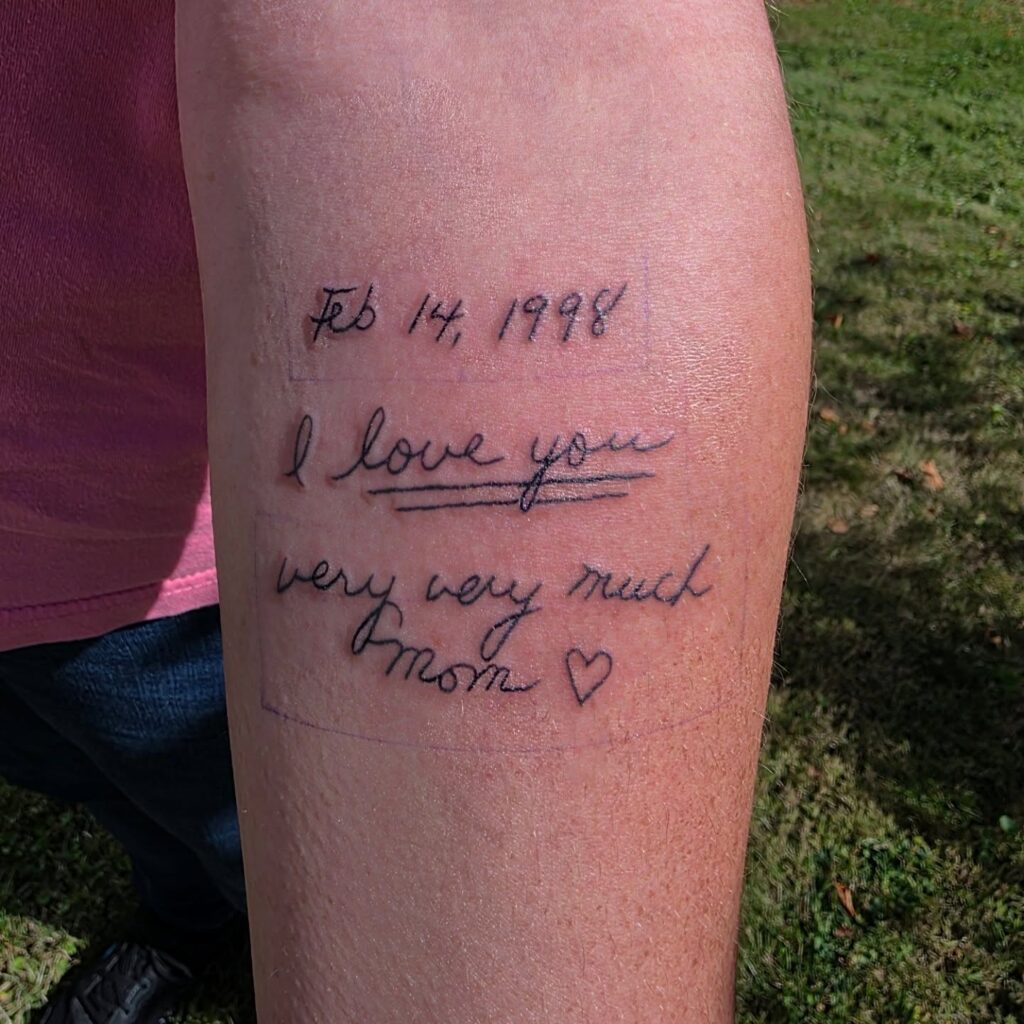 Feb 14, 1998
I love you
very very much
Mom ♡